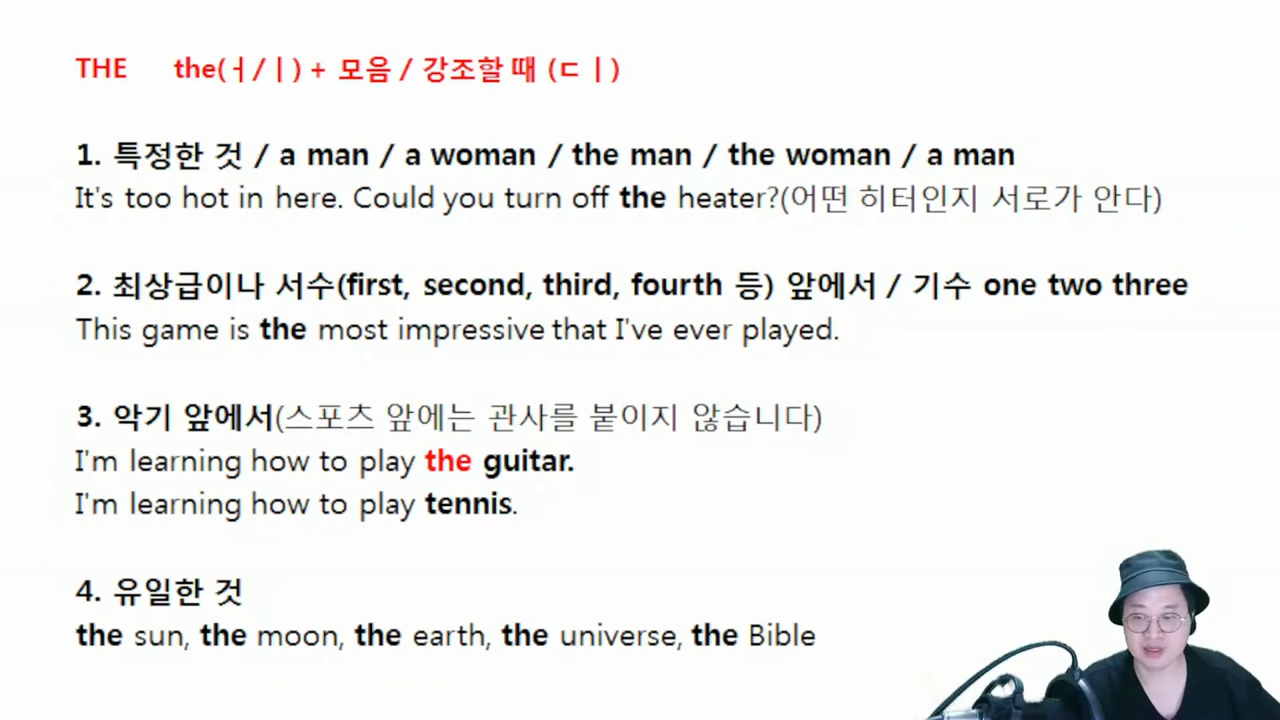 THE the(ㅓ/ㅣ) + 모음 / 강조할 때 (ㄷㅣ)
1. 특정한 것 / a man / a woman / the man / the woman / a man
It's too hot in here. Could you turn off the heater?(어떤 히터인지 서로가 안다)
2. 최상급이나 서수(first, second, third, fourth 등) 앞에서 / 기수 one two three
This game is the most impressive that I've ever played.
3. 악기 앞에서(스포츠 앞에는 관사를 붙이지 않습니다)
I'm learning how to play the guitar.
I'm learning how to play tennis.
4. 유일한 것
the sun, the moon, the earth, the universe, the Bible